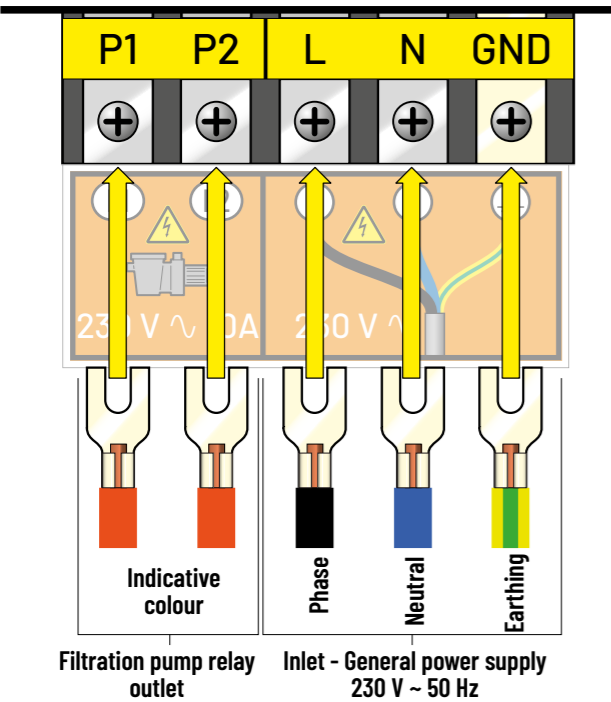 P1 P2 L N GND
230 V ~ 230 V ~
Indicative
colour
Phase
Neutral
Earthing
Filtration pump relay
outlet
Inlet - General power supply
230 V ~ 50 Hz